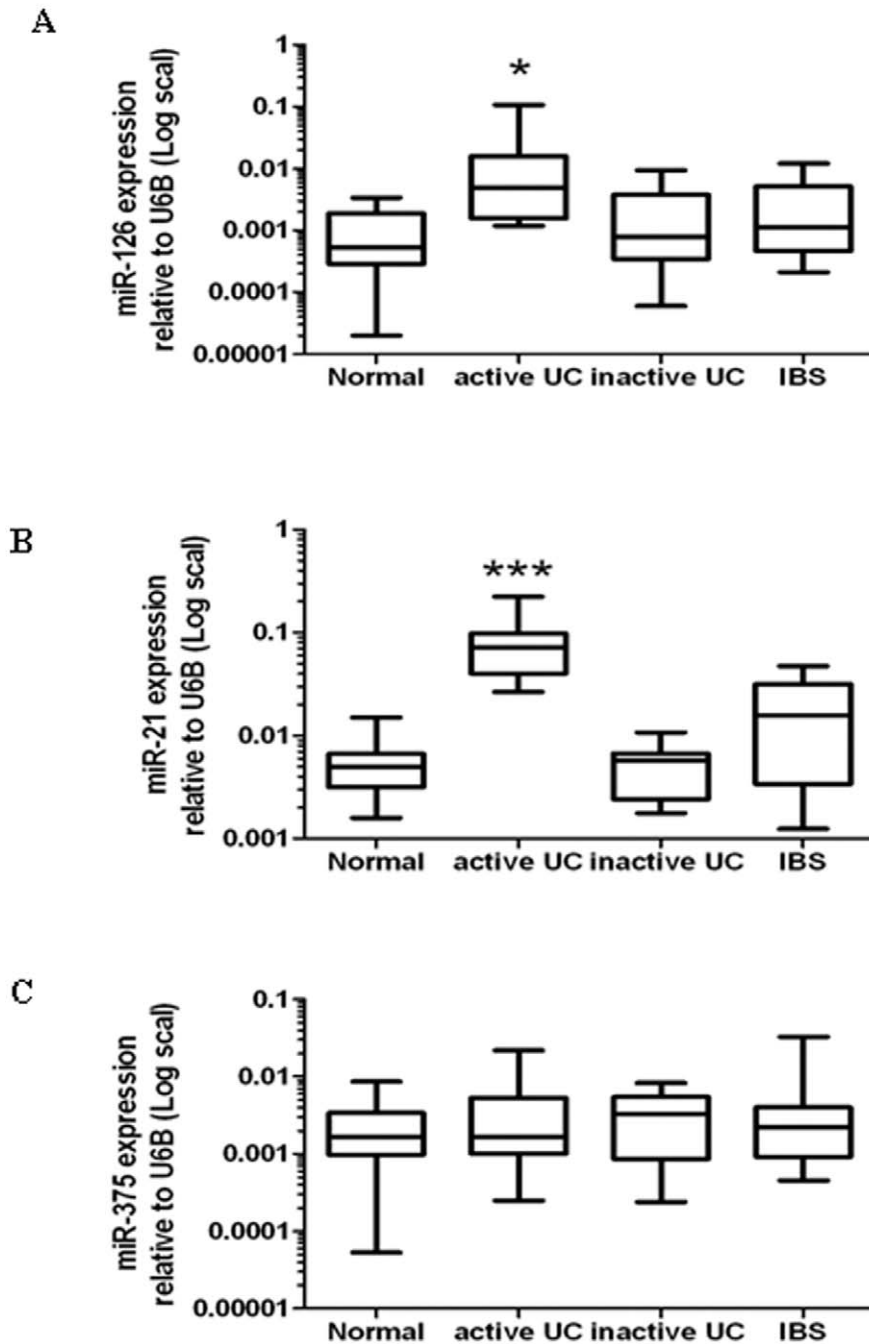 A
miR-126 expression
relative to U6B (Log scal)
1
0.1
0.01
0.001
0.0001
0.00001
*
Normal active UC inactive UC IBS
B
miR-21 expression
relative to U6B (Log scal)
1
0.1
0.01
0.001
***
Normal active UC inactive UC IBS
C
miR-375 expression
relative to U6B (Log scal)
0.1
0.01
0.001
0.0001
0.00001
Normal active UC inactive UC IBS